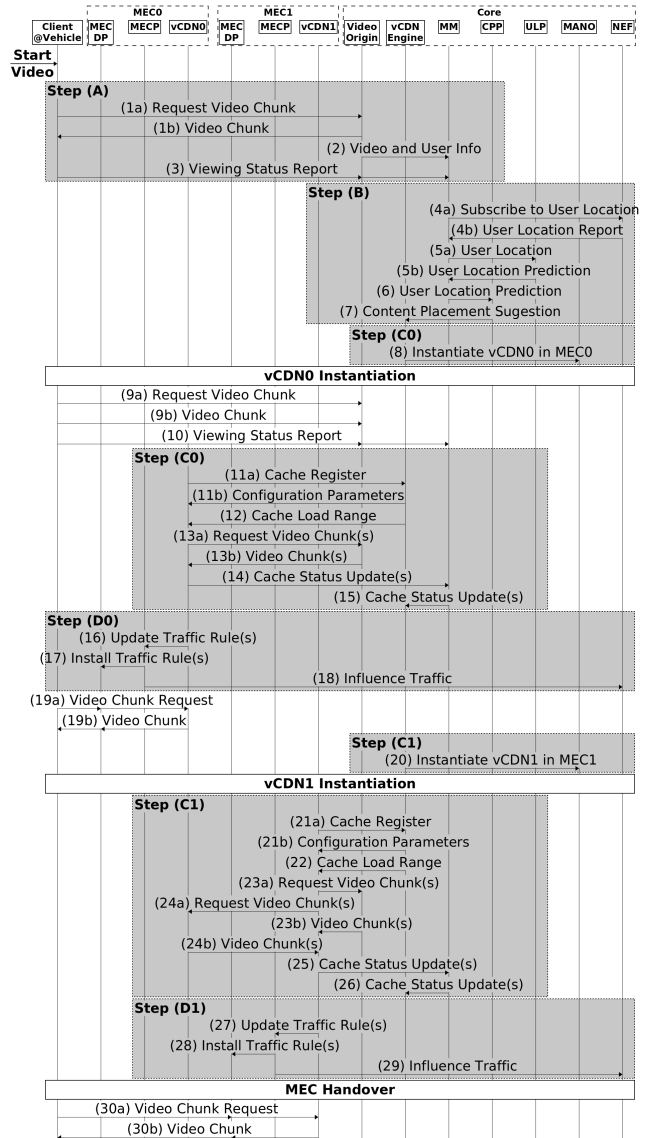 MEC0 MEC1 Core
Client @Vehicle MEC DP MECP vCDN0 MEC DP MECP vCDN1 Video Origin vCDN Engine MM CPP ULP MANO NEF
Start
Video
Step (A)
(1a) Request Video Chunk
(1b) Video Chunk
(2) Video and User Info
(3) Viewing Status Report
Step (B)
(4a) Subscribe to User Location
(4b) User Location Report
(5a) User Location
(5b) User Location Prediction
(6) User Location Prediction
(7) Content Placement Sugestion
Step (C0)
(8) Instantiate vCDN0 in MEC0
vCDN0 Instantiation
(9a) Request Video Chunk
(9b) Video Chunk
(10) Viewing Status Report
Step (C0)
(11a) Cache Register
(11b) Configuration Parameters
(12) Cache Load Range
(13a) Request Video Chunk(s)
(13b) Video Chunk(s)
(14) Cache Status Update(s)
(15) Cache Status Update(s)
Step (D0)
(16) Update Traffic Rule(s)
(17) Install Traffic Rule(s)
(18) Influence Traffic
(19a) Video Chunk Request
(19b) Video Chunk
Step (C1)
(20) Instantiate vCDN1 in MEC1
vCDN1 Instantiation
Step (C1)
(21a) Cache Register
(21b) Configuration Parameters
(22) Cache Load Range
(23a) Request Video Chunk(s)
(24a) Request Video Chunk(s)
(23b) Video Chunk(s)
(24b) Video Chunk(s)
(25) Cache Status Update(s)
(26) Cache Status Update(s)
Step (D1)
(27) Update Traffic Rule(s)
(28) Install Traffic Rule(s)
(29) Influence Traffic
MEC Handover
(30a) Video Chunk Request
(30b) Video Chunk